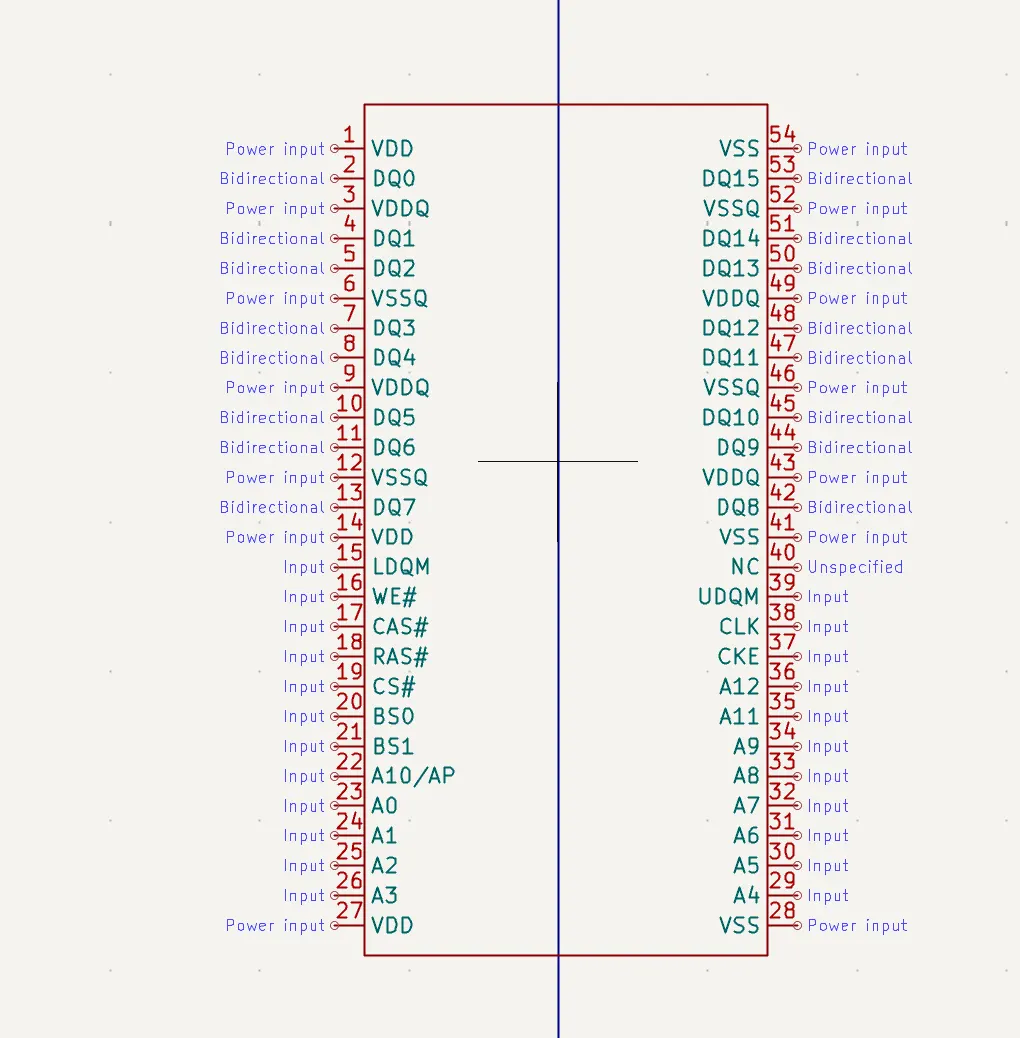 1 54
Power input VDD VSS Power input
2 53
Bidirectional DQ0 DQ15 Bidirectional
3 52
Power input VDDQ VSSQ Power input
4 51
Bidirectional DQ1 DQ14 Bidirectional
5 50
Bidirectional DQ2 DQ13 Bidirectional
6 49
Power input VSSQ VDDQ Power input
7 48
Bidirectional DQ3 DQ12 Bidirectional
8 47
Bidirectional DQ4 DQ11 Bidirectional
9 46
Power input VDDQ VSSQ Power input
10 45
Bidirectional DQ5 DQ10 Bidirectional
11 44
Bidirectional DQ6 DQ9 Bidirectional
12 43
Power input VSSQ VDDQ Power input
13 42
Bidirectional DQ7 DQ8 Bidirectional
14 41
Power input VDD VSS Power input
15 40
Input LDQM NC Unspecified
16 39
Input WE# UDQM Input
17 38
Input CAS# CLK Input
18 37
Input RAS# CKE Input
19 36
Input CS# A12 Input
20 35
Input BS0 A11 Input
21 34
Input BS1 A9 Input
22 33
Input A10/AP A8 Input
23 32
Input A0 A7 Input
24 31
Input A1 A6 Input
25 30
Input A2 A5 Input
26 29
Input A3 A4 Input
27 28
Power input VDD VSS Power input